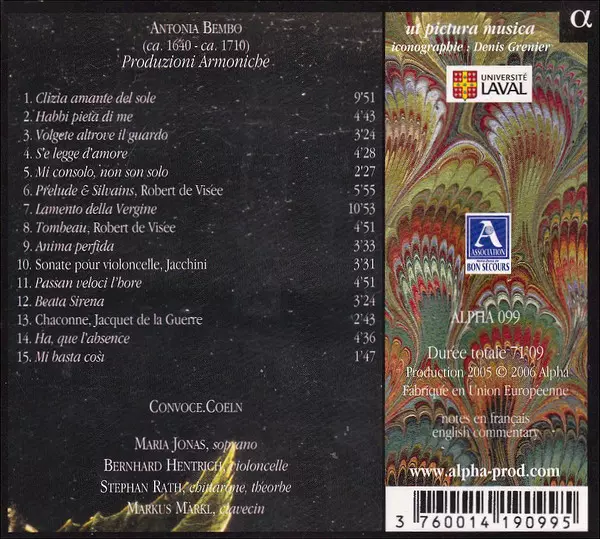 ANTONIA BEMBO
(ca. 1640 - ca. 1710)
Produzioni Armoniche
1. Clizia amante del sole 9'51
2. Habbi pietà di me 4'43
3. Volgete altrove il guardo 3'24
4. S'e legge d'amore 4'28
5. Mi consolo, non son solo 2'27
6. Prélude & Silvains, Robert de Visée 5'55
7. Lamento della Vergine 10'53
8. Tombeau, Robert de Visée 4'51
9. Anima perfida 3'33
10. Sonate pour violoncelle, Jacchini 3'31
11. Passan veloci l'hore 4'51
12. Beata Sirena 3'24
13. Chaconne, Jacquet de la Guerre 2'43
14. Ha, que l'absence 4'36
15. Mi basta così 1'47
CONVOCE.COELN
MARIA JONAS, soprano
BERNHARD HENTRICH, violoncelle
STEPHAN RATH, chitarone, théorbe
MARKUS MÄRKL, clavecin
ut pictura musica
iconographie : Denis Grenier
α
UNIVERSITÉ
LAVAL
A
ASSOCIATION
BON SECOURS
ALPHA 099
Durée totale 71'09
Production 2005 © 2006 Alpha
Fabriqué en Union Européenne
notes en français
english commentary
www.alpha-prod.com
3 760014 190995